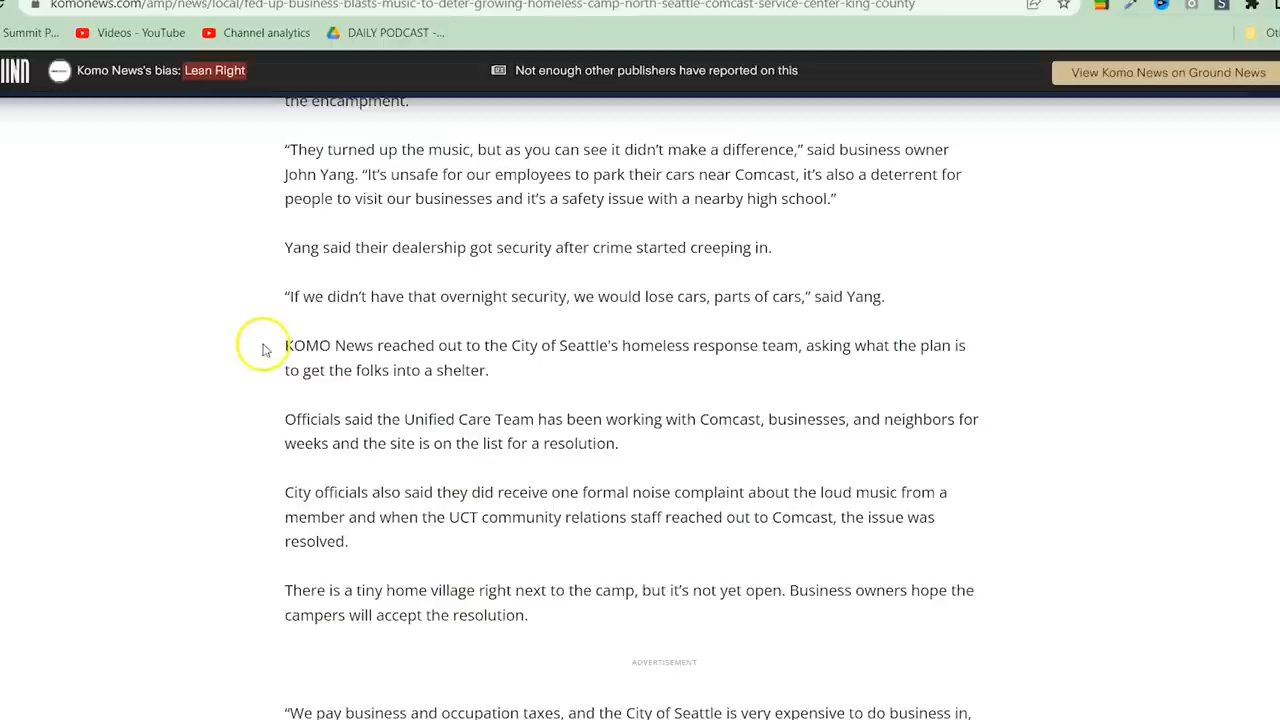 komonews.com/amp/news/local/fed-up-business-blasts-music-to-deter-growing-homeless-camp-north-seattle-comcast-service-center-king-county
Summit P... Videos - YouTube Channel analytics DAILY PODCAST -...
Komo News's bias: Lean Right Not enough other publishers have reported on this View Komo News on Ground News
the encampment.
“They turned up the music, but as you can see it didn’t make a difference,” said business owner
John Yang. “It’s unsafe for our employees to park their cars near Comcast, it’s also a deterrent for
people to visit our businesses and it’s a safety issue with a nearby high school.”
Yang said their dealership got security after crime started creeping in.
“If we didn’t have that overnight security, we would lose cars, parts of cars,” said Yang.
KOMO News reached out to the City of Seattle's homeless response team, asking what the plan is
to get the folks into a shelter.
Officials said the Unified Care Team has been working with Comcast, businesses, and neighbors for
weeks and the site is on the list for a resolution.
City officials also said they did receive one formal noise complaint about the loud music from a
member and when the UCT community relations staff reached out to Comcast, the issue was
resolved.
There is a tiny home village right next to the camp, but it’s not yet open. Business owners hope the
campers will accept the resolution.
ADVERTISEMENT
“We pay business and occupation taxes, and the City of Seattle is very expensive to do business in,